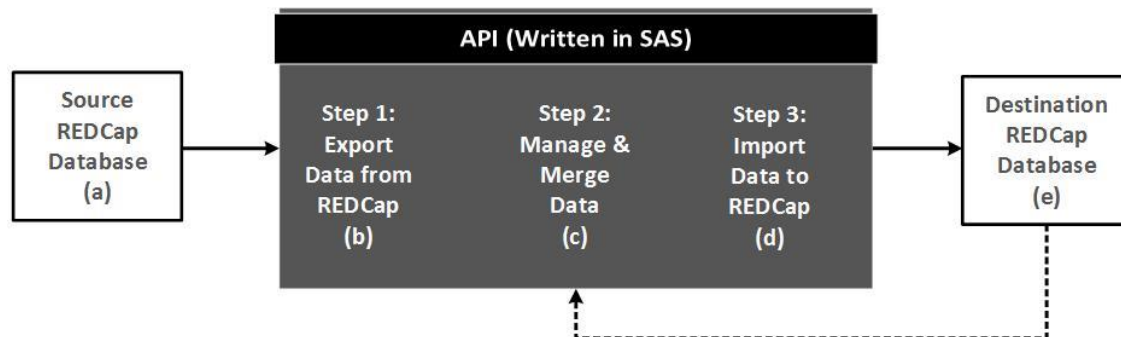 API (Written in SAS)
Source
REDCap
Database
(a)
Step 1:
Export
Data from
REDCap
(b)
Step 2:
Manage &
Merge
Data
(c)
Step 3:
Import
Data to
REDCap
(d)
Destination
REDCap
Database
(e)